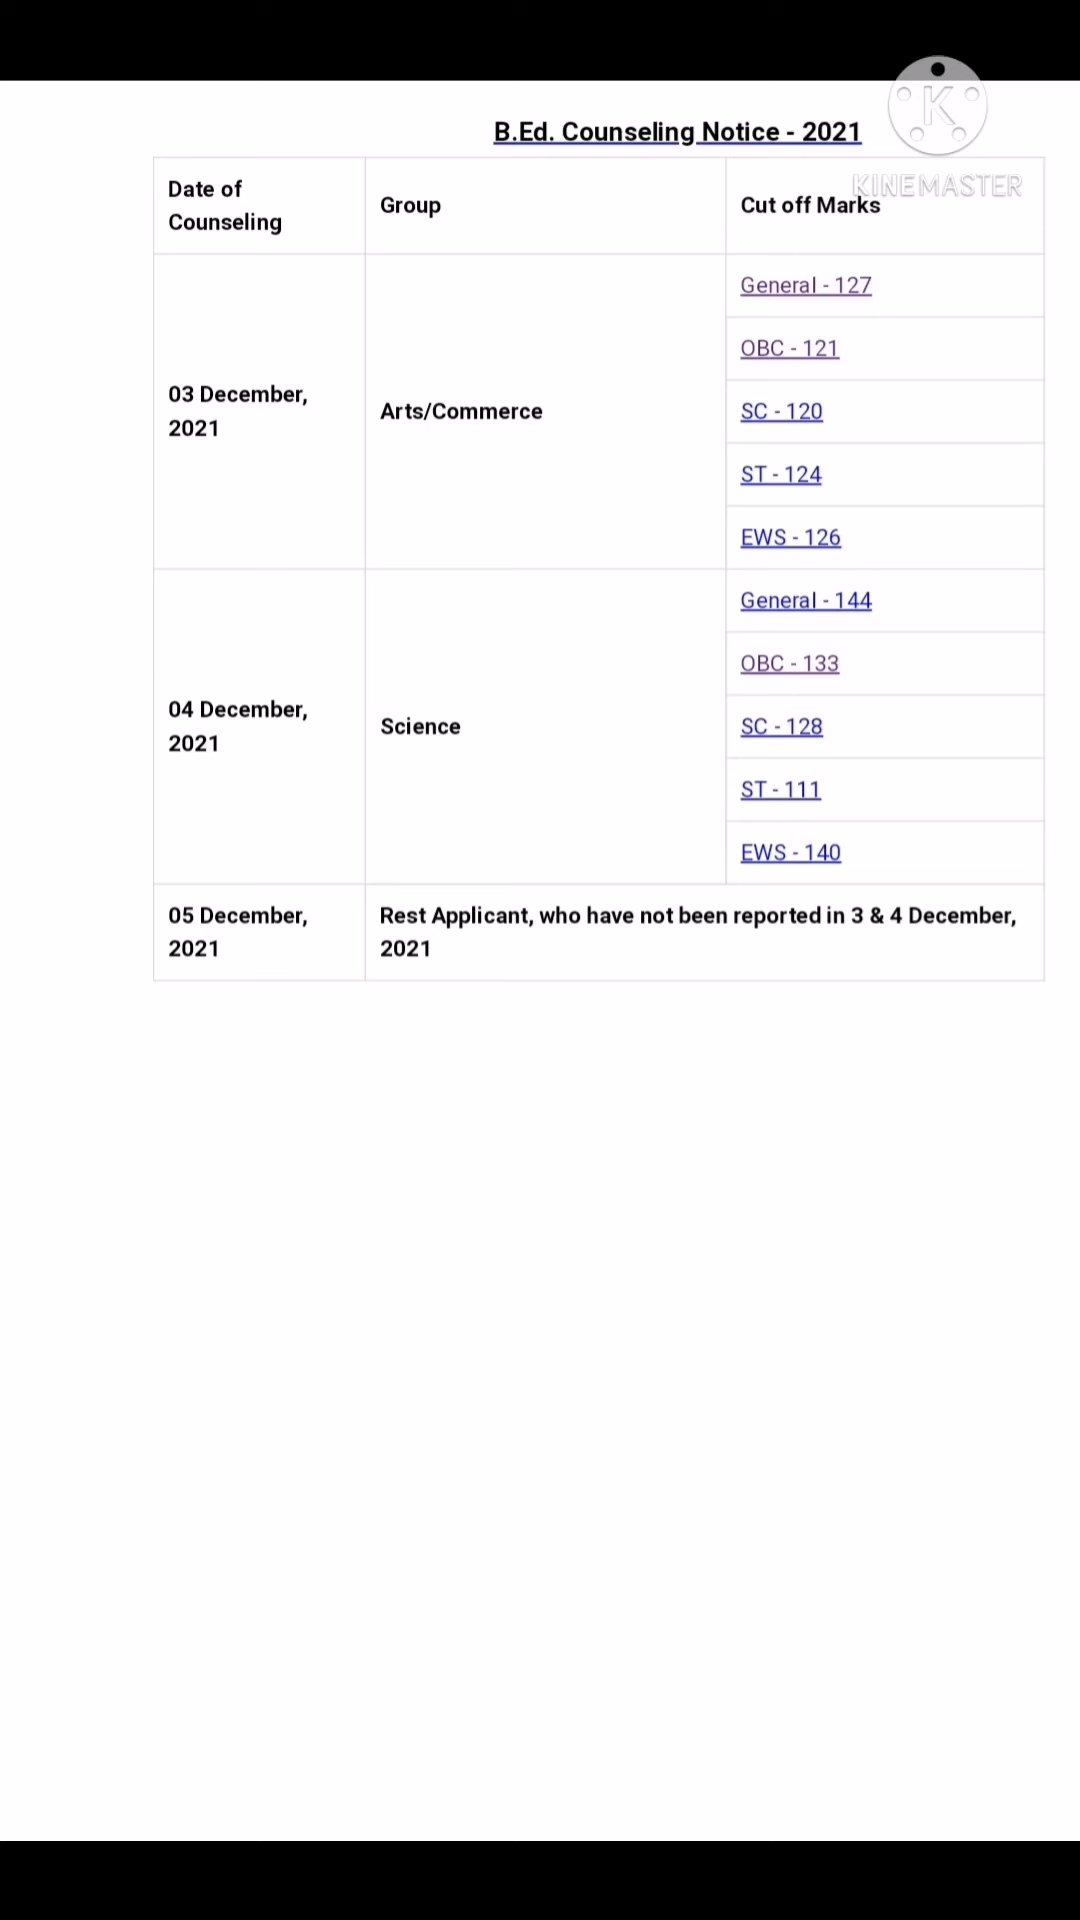 B.Ed. Counseling Notice - 2021
KINEMASTER
Date of
Counseling
Group
Cut off Marks
03 December,
2021
Arts/Commerce
General - 127
OBC - 121
SC - 120
ST - 124
EWS - 126
04 December,
2021
Science
General - 144
OBC - 133
SC - 128
ST - 111
EWS - 140
05 December,
2021
Rest Applicant, who have not been reported in 3 & 4 December,
2021